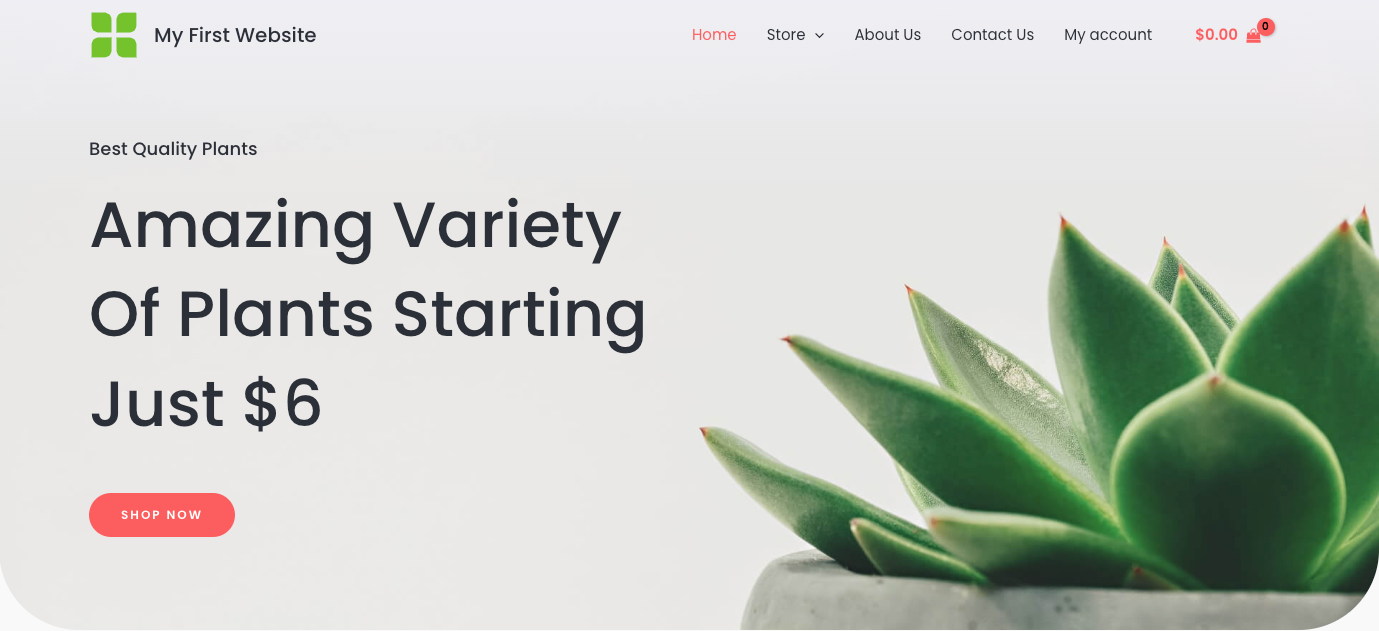 My First Website
Home Store About Us Contact Us My account $0.00 0
Best Quality Plants
Amazing Variety
Of Plants Starting
Just $6
SHOP NOW